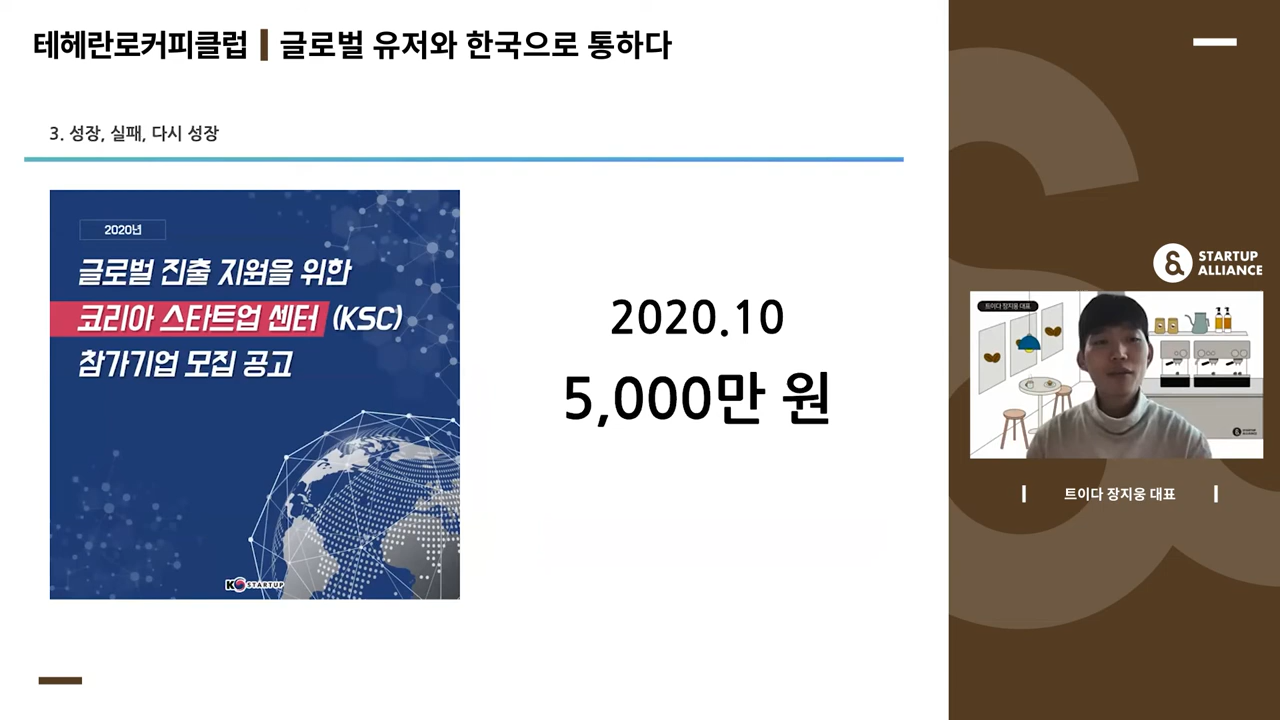 테헤란로커피클럽 | 글로벌 유저와 한국으로 통하다
3. 성장, 실패, 다시 성장
2020년
글로벌 진출 지원을 위한
코리아 스타트업 센터 (KSC)
참가기업 모집 공고
K STARTUP
2020.10
5,000만 원
&
STARTUP
ALLIANCE
트이다 장지웅 대표
STARTUP
ALLIANCE
트이다 장지웅 대표